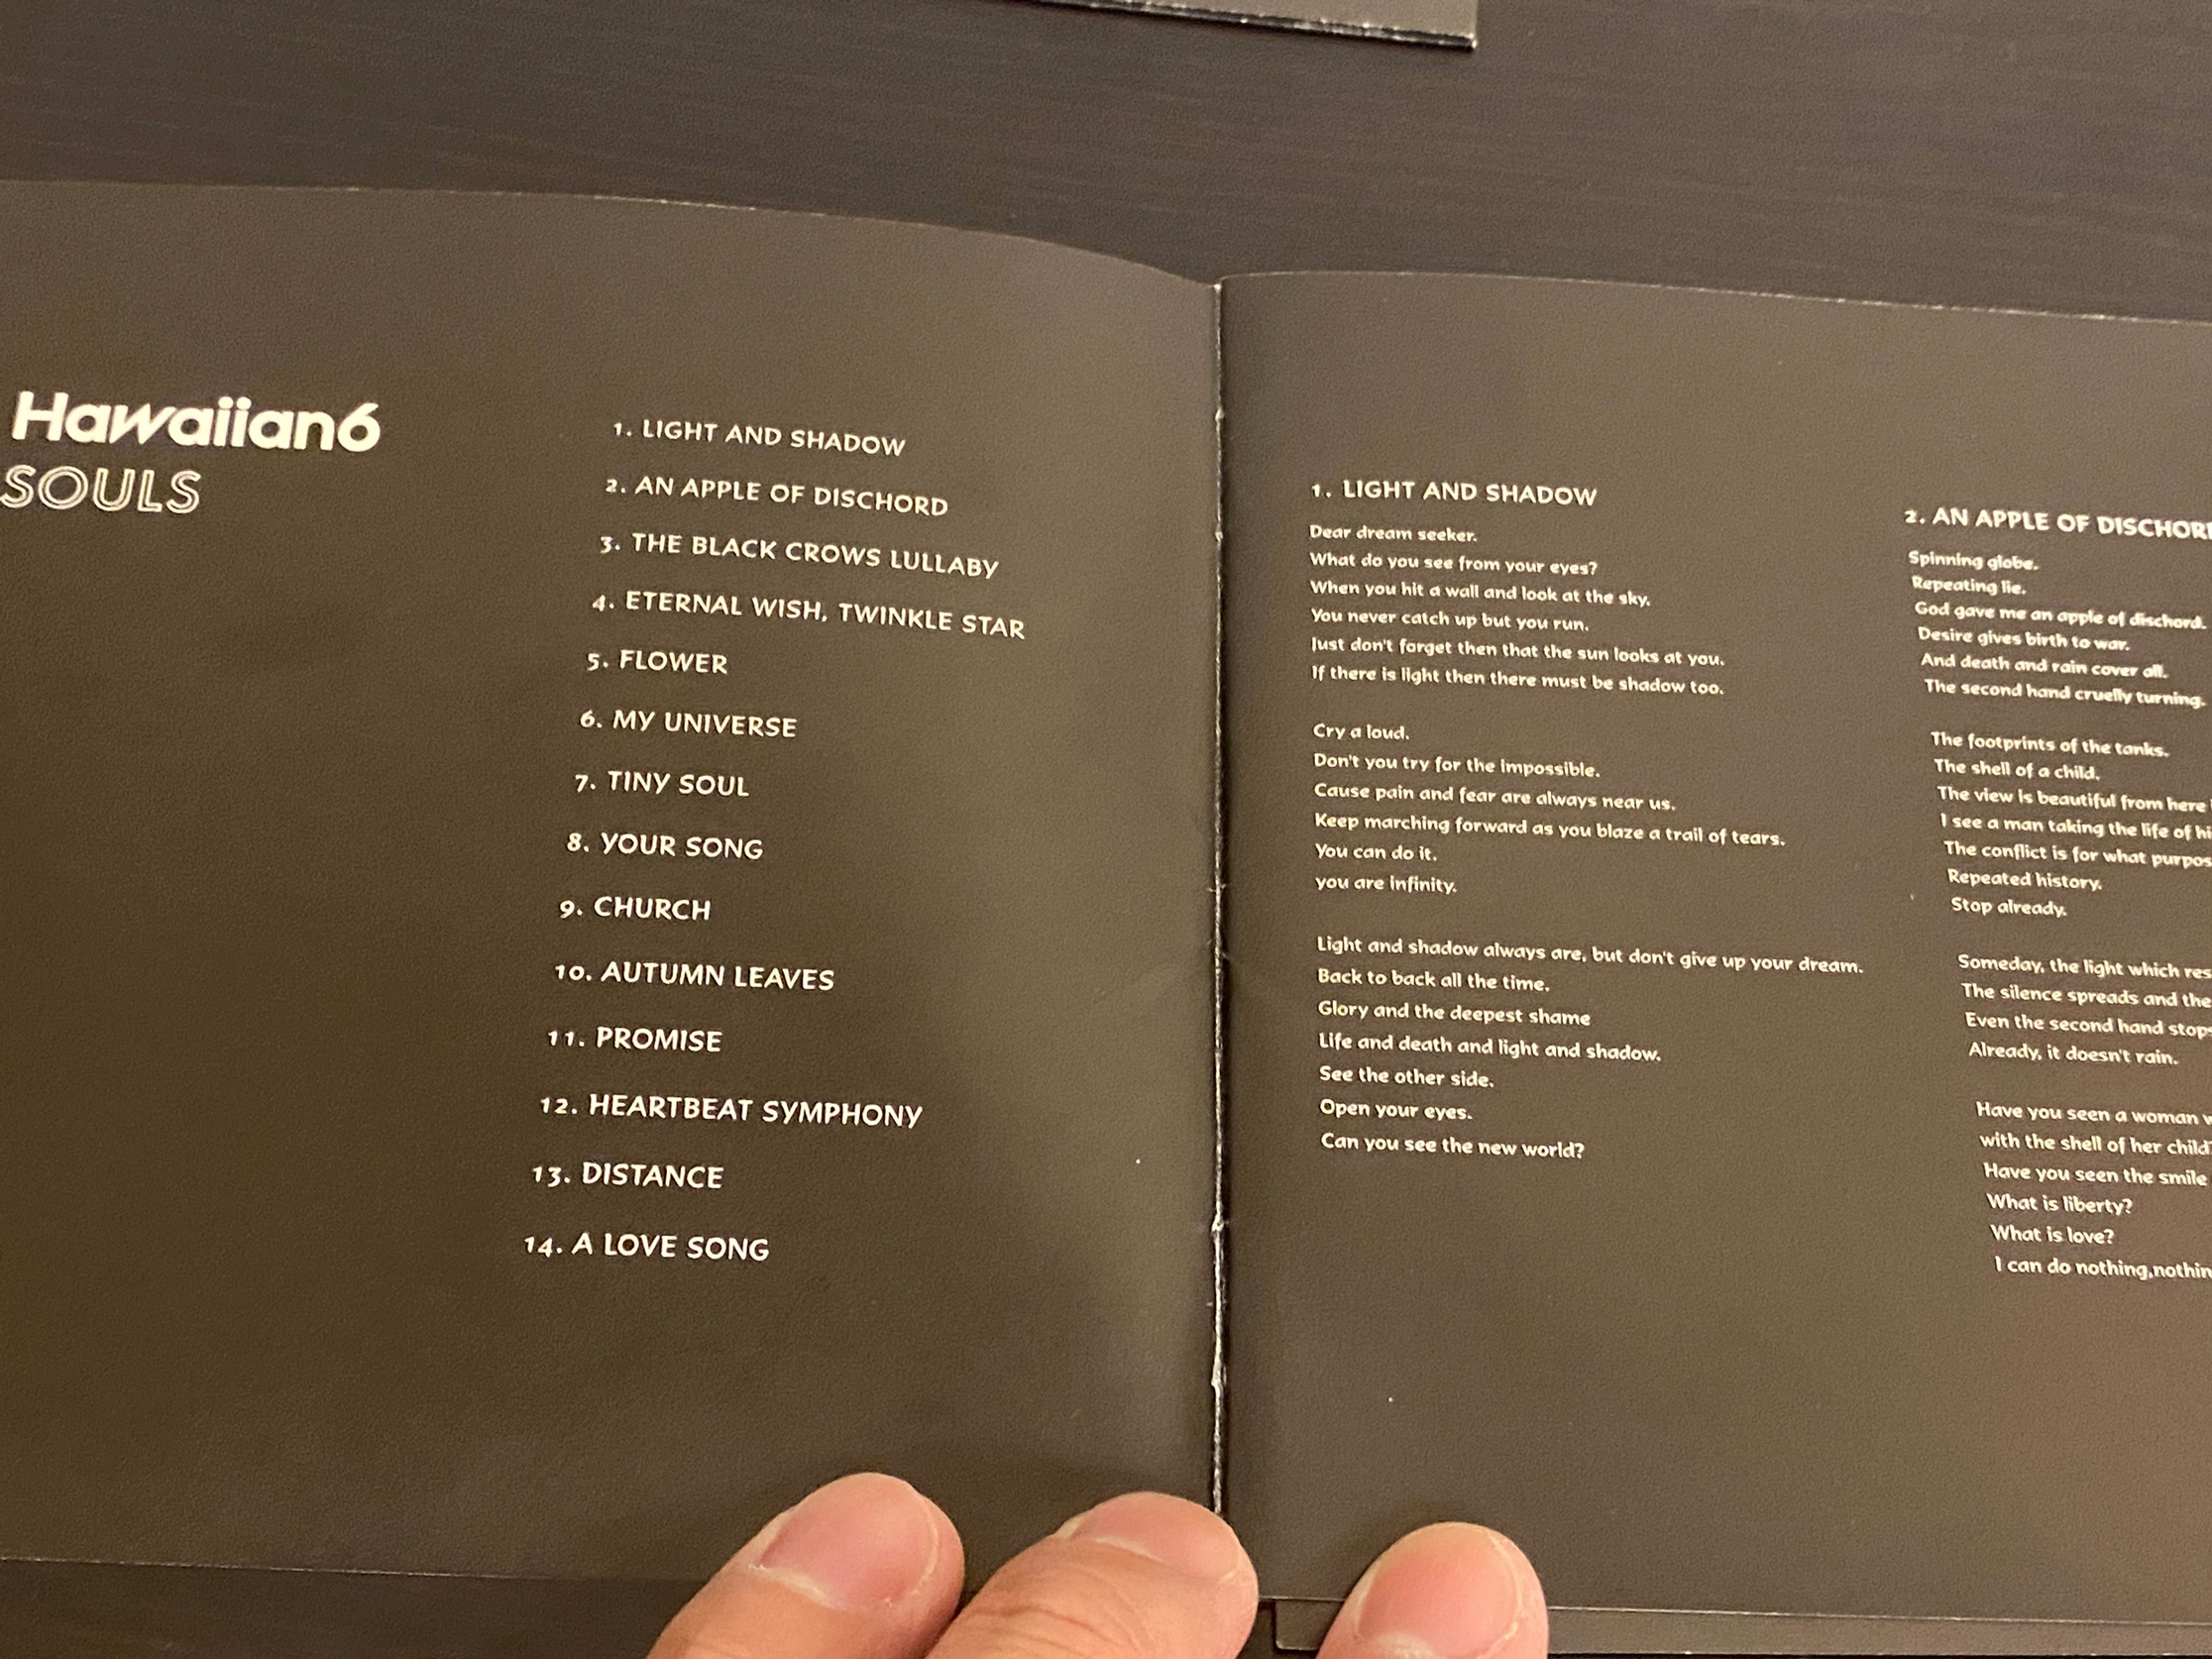 Hawaiian6
SOULS
1. LIGHT AND SHADOW
2. AN APPLE OF DISCHORD
3. THE BLACK CROWS LULLABY
4. ETERNAL WISH, TWINKLE STAR
5. FLOWER
6. MY UNIVERSE
7. TINY SOUL
8. YOUR SONG
9. CHURCH
10. AUTUMN LEAVES
11. PROMISE
12. HEARTBEAT SYMPHONY
13. DISTANCE
14. A LOVE SONG
1. LIGHT AND SHADOW
Dear dream seeker.
What do you see from your eyes?
When you hit a wall and look at the sky.
You never catch up but you run.
Just don't forget then that the sun looks at you.
If there is light then there must be shadow too.
Cry a loud.
Don't you try for the impossible.
Cause pain and fear are always near us.
Keep marching forward as you blaze a trail of tears.
You can do it.
you are infinity.
Light and shadow always are, but don't give up your dream.
Back to back all the time.
Glory and the deepest shame
Life and death and light and shadow.
See the other side.
Open your eyes.
Can you see the new world?
2. AN APPLE OF
Spinning globe.
Repeating lie.
God gave me an apple of dischord.
Desire gives birth to war.
And death and rain cover all.
The second hand cruelly turning.
The footprints of the tanks.
The shell of a child.
The view is beautiful from here
I see a man taking the life of
The conflict is for what
Repeated history.
Stop already.
Someday, the light which
The silence spreads and the
Even the second hand
Already, it doesn't rain.
Have you seen a woman
with the shell of her child
Have you seen the smile
What is liberty?
What is love?
I can do nothing,